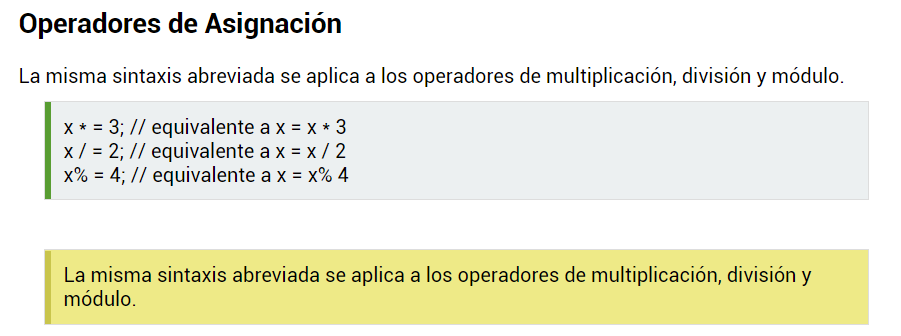 Operadores de Asignación
La misma sintaxis abreviada se aplica a los operadores de multiplicación, división y módulo.
x * = 3; // equivalente a x = x * 3
x / = 2; // equivalente a x = x / 2
x% = 4; // equivalente a x = x% 4
La misma sintaxis abreviada se aplica a los operadores de multiplicación, división y
módulo.